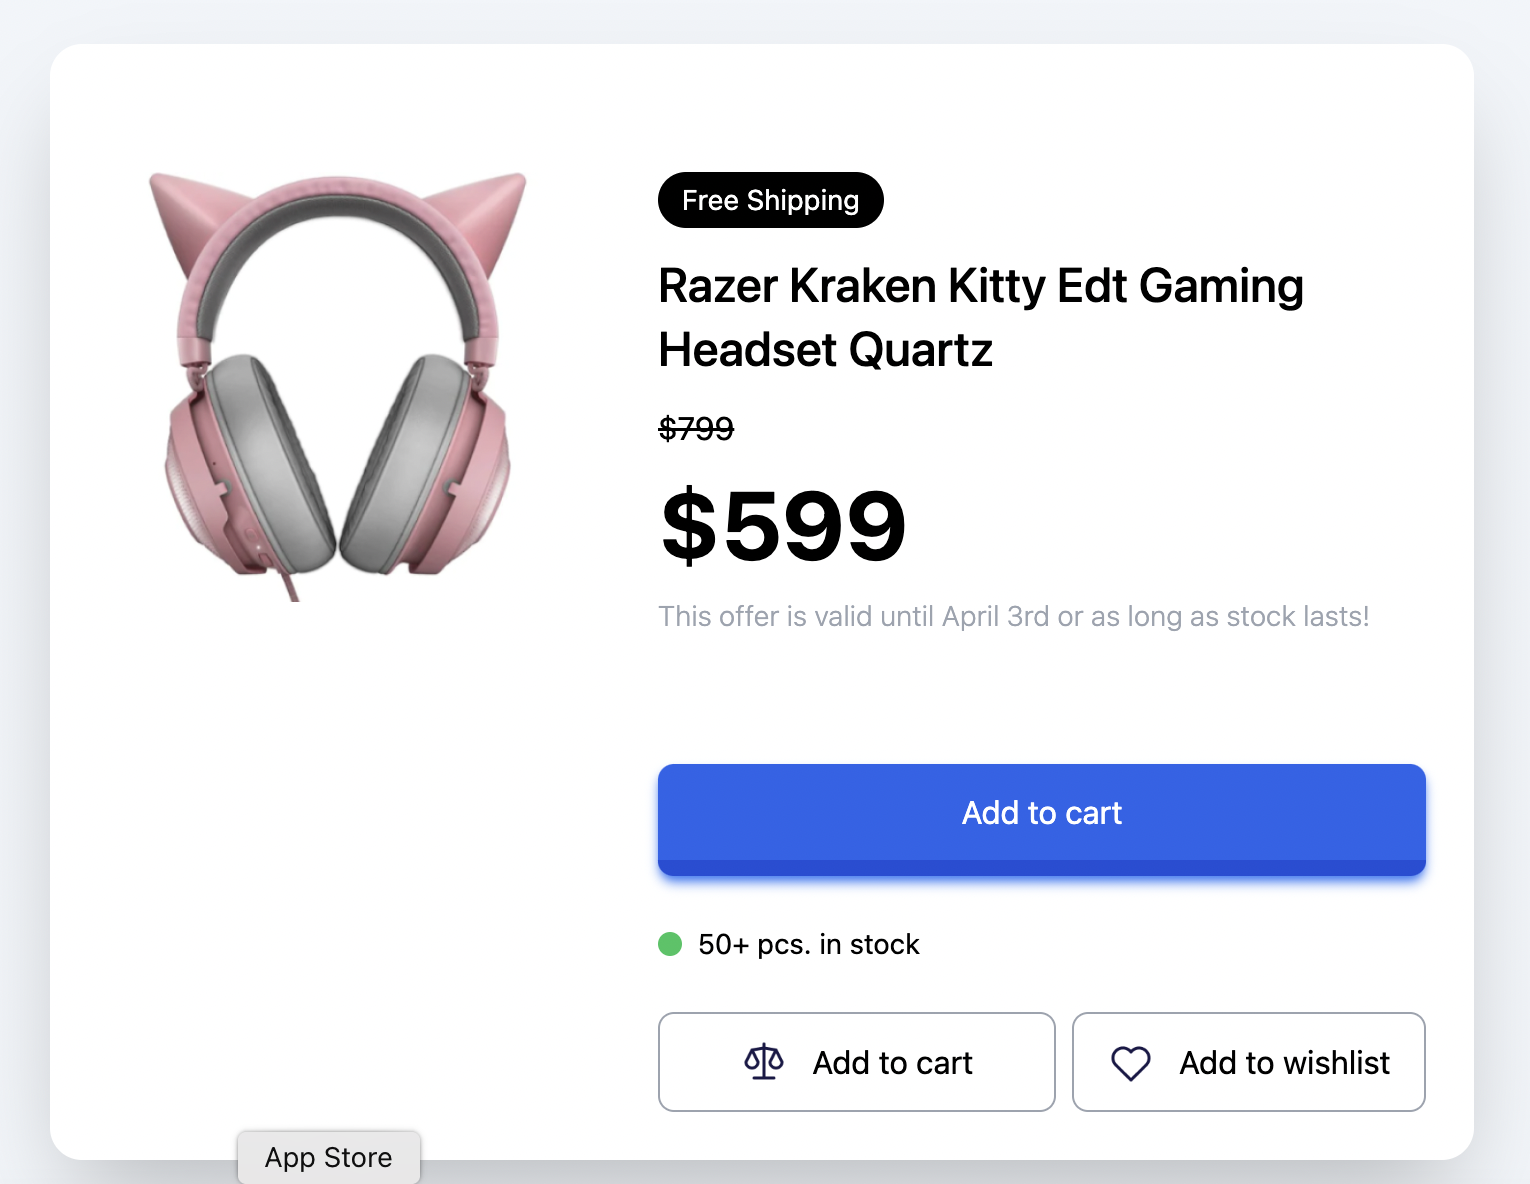 Free Shipping
Razer Kraken Kitty Edt Gaming
Headset Quartz
$799
$599
This offer is valid until April 3rd or as long as stock lasts!
Add to cart
50+ pcs. in stock
Add to cart
Add to wishlist
App Store